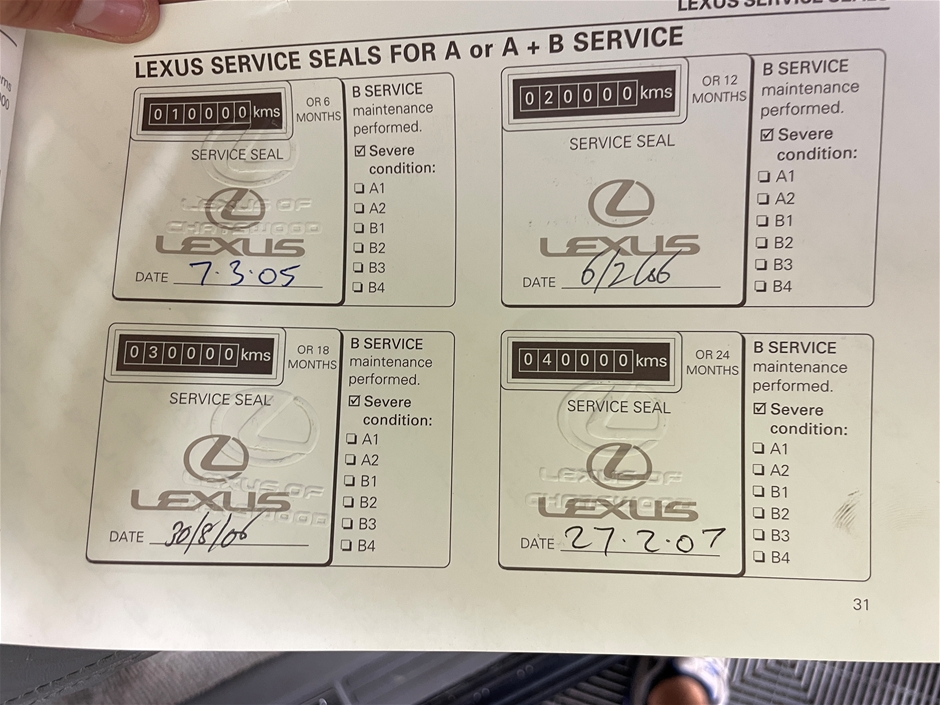 LEXUS SERVICE SEALS FOR A or A + B SERVICE
010000 kms
OR 6
MONTHS
SERVICE SEAL
LEXUS OF
CHATSWOOD
LEXUS
DATE 7.3.05
B SERVICE
maintenance
performed.
☑ Severe
condition:
❑ A1
❑ A2
❑ B1
❑ B2
❑ B3
❑ B4
020000 kms
OR 12
MONTHS
SERVICE SEAL
LEXUS
DATE 6/2/06
B SERVICE
maintenance
performed.
☑ Severe
condition:
❑ A1
❑ A2
❑ B1
❑ B2
❑ B3
❑ B4
030000 kms
OR 18
MONTHS
SERVICE SEAL
LEXUS OF
CHATSWOOD
LEXUS
DATE 30/8/06
B SERVICE
maintenance
performed.
☑ Severe
condition:
❑ A1
❑ A2
❑ B1
❑ B2
❑ B3
❑ B4
040000 kms
OR 24
MONTHS
SERVICE SEAL
LEXUS OF
CHATSWOOD
LEXUS
DATE 27.2.07
B SERVICE
maintenance
performed.
☑ Severe
condition:
❑ A1
❑ A2
❑ B1
❑ B2
❑ B3
❑ B4
31